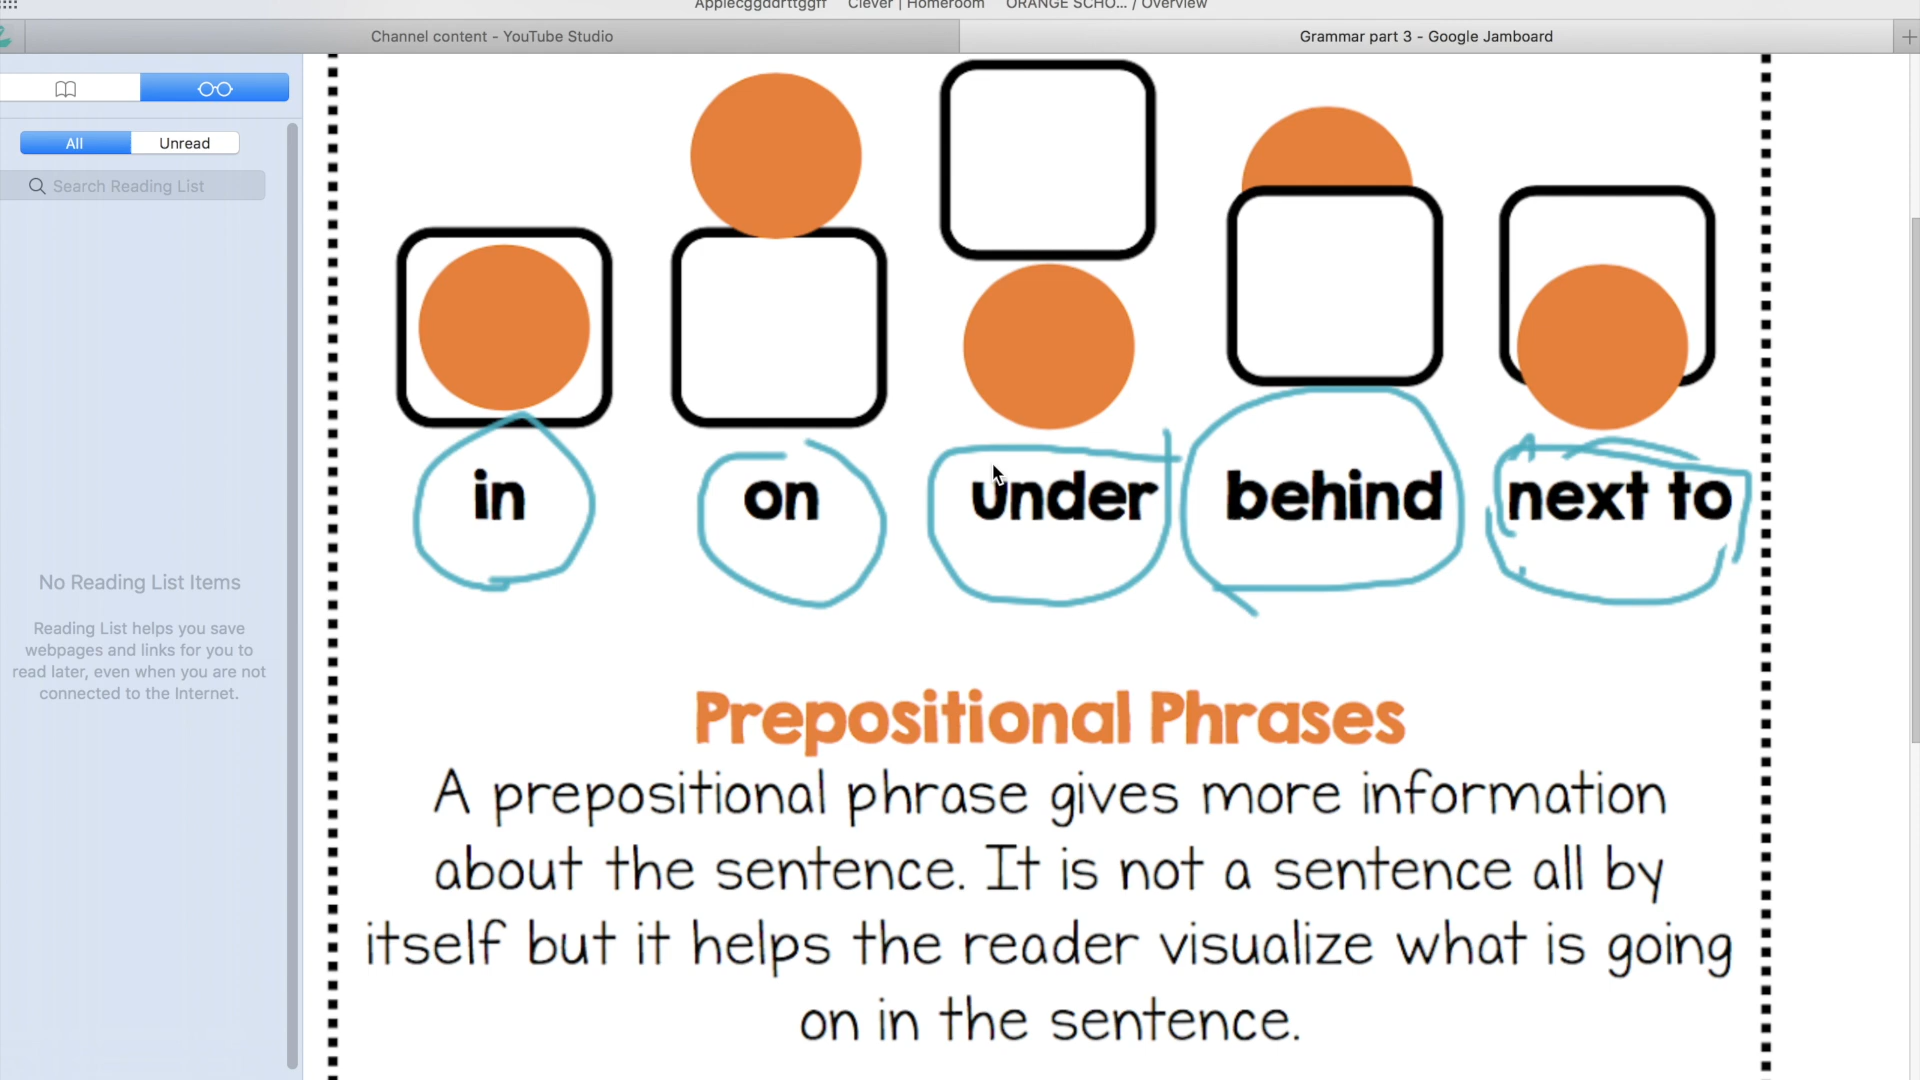 Clever | Homeroom
ORANGE SCHO... / Overview
Channel content - YouTube Studio
Grammar part 3 - Google Jamboard
All
Unread
Search Reading List
No Reading List Items
Reading List helps you save
webpages and links for you to
read later, even when you are not
connected to the Internet.
in
on
under
behind
next to
Prepositional Phrases
A prepositional phrase gives more information
about the sentence. It is not a sentence all by
itself but it helps the reader visualize what is going
on in the sentence.